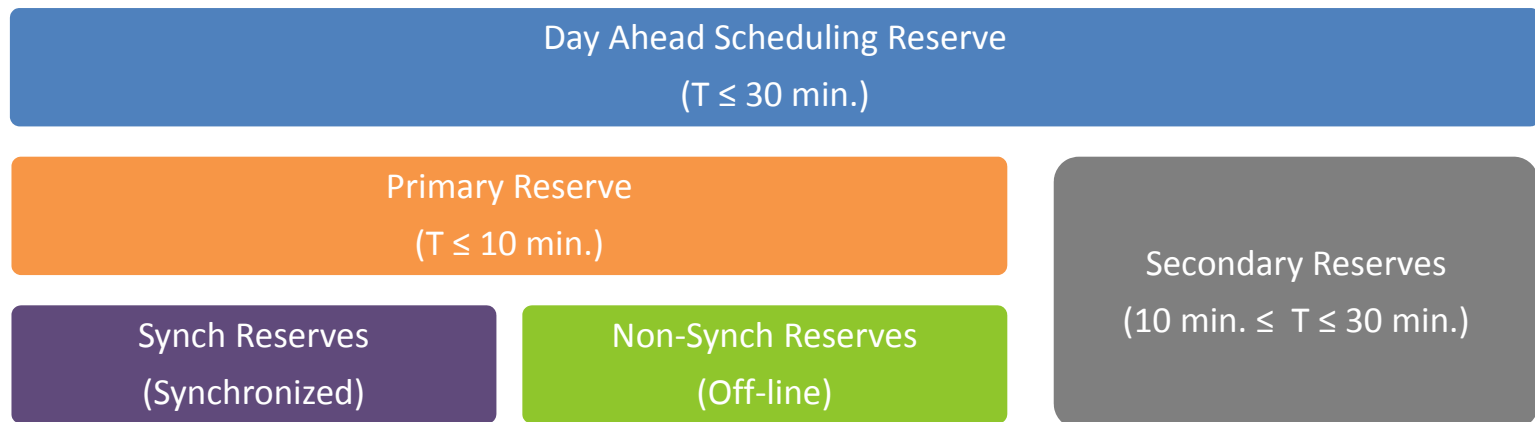 Day Ahead Scheduling Reserve
(T ≤ 30 min.)
Primary Reserve
(T ≤ 10 min.)
Secondary Reserves
(10 min. ≤  T ≤ 30 min.)
Synch Reserves
(Synchronized)
Non-Synch Reserves
(Off-line)